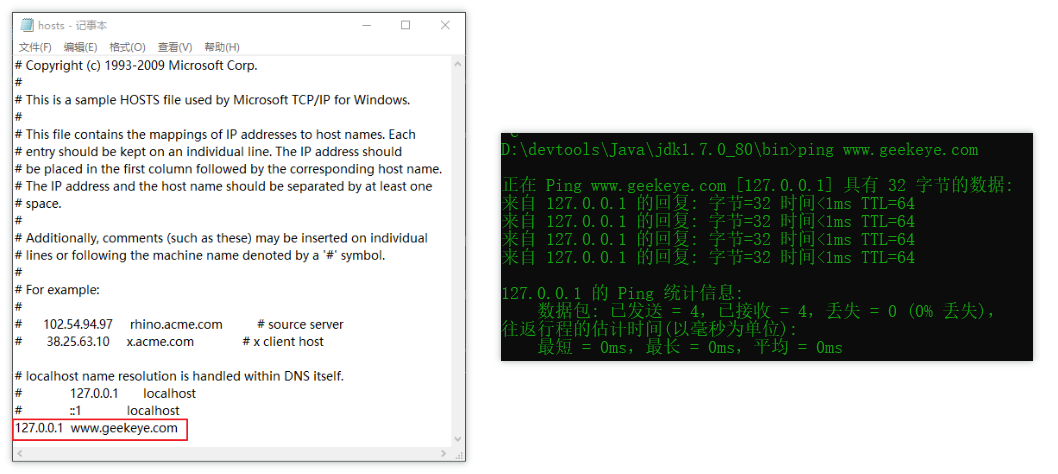 hosts - 记事本
文件(F) 编辑(E) 格式(O) 查看(V) 帮助(H)
# Copyright (c) 1993-2009 Microsoft Corp.
#
# This is a sample HOSTS file used by Microsoft TCP/IP for Windows.
#
# This file contains the mappings of IP addresses to host names. Each
# entry should be kept on an individual line. The IP address should
# be placed in the first column followed by the corresponding host name.
# The IP address and the host name should be separated by at least one
# space.
#
# Additionally, comments (such as these) may be inserted on individual
# lines or following the machine name denoted by a '#' symbol.
#
# For example:
#
# 102.54.94.97 rhino.acme.com # source server
# 38.25.63.10 x.acme.com # x client host
# localhost name resolution is handled within DNS itself.
# 127.0.0.1 localhost
# ::1 localhost
127.0.0.1 www.geekeye.com
D:\devtools\Java\jdk1.7.0_80\bin>ping www.geekeye.com
正在 Ping www.geekeye.com [127.0.0.1] 具有 32 字节的数据:
来自 127.0.0.1 的回复: 字节=32 时间<1ms TTL=64
来自 127.0.0.1 的回复: 字节=32 时间<1ms TTL=64
来自 127.0.0.1 的回复: 字节=32 时间<1ms TTL=64
来自 127.0.0.1 的回复: 字节=32 时间<1ms TTL=64
127.0.0.1 的 Ping 统计信息:
数据包: 已发送 = 4，已接收 = 4，丢失 = 0 (0% 丢失)，
往返行程的估计时间(以毫秒为单位):
最短 = 0ms，最长 = 0ms，平均 = 0ms